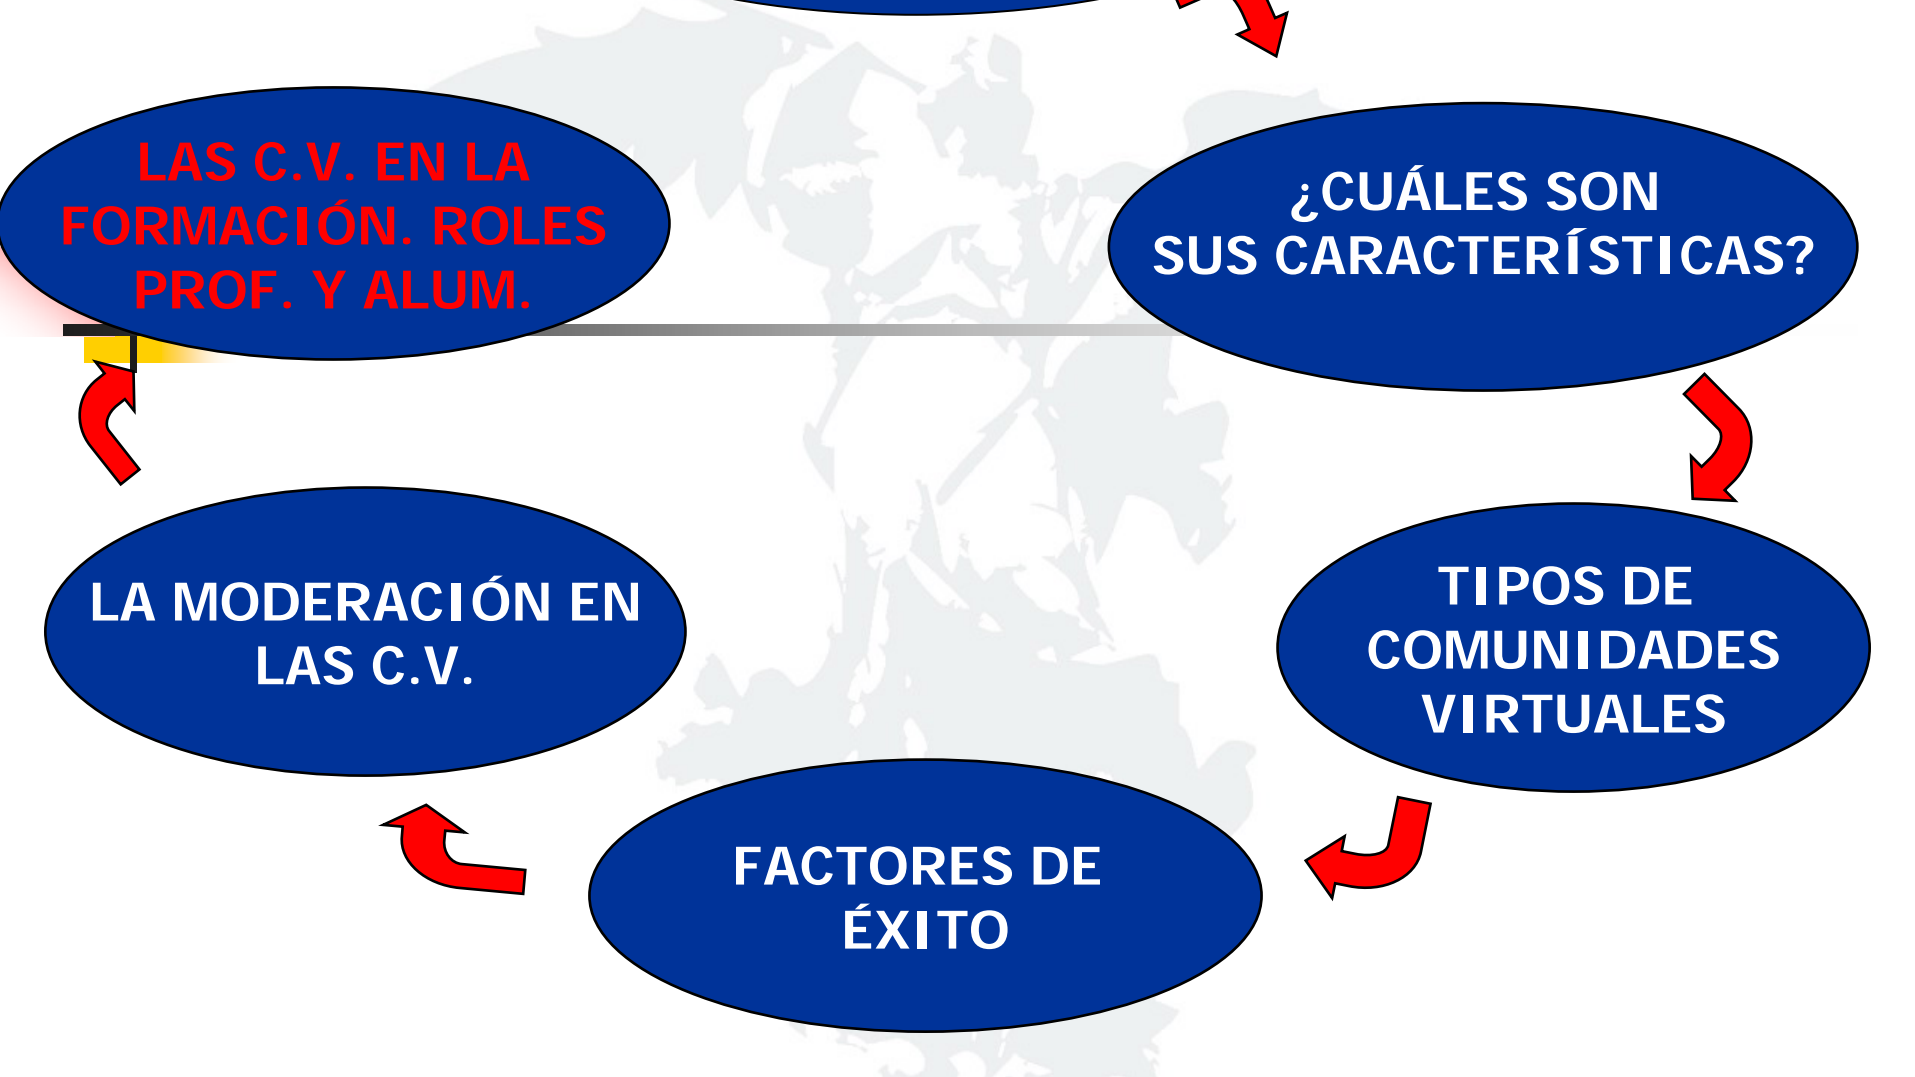 LAS C.V. EN LA
FORMACIÓN. ROLES
PROF. Y ALUM.
¿CUÁLES SON
SUS CARACTERÍSTICAS?
LA MODERACIÓN EN
LAS C.V.
TIPOS DE
COMUNIDADES
VIRTUALES
FACTORES DE
ÉXITO